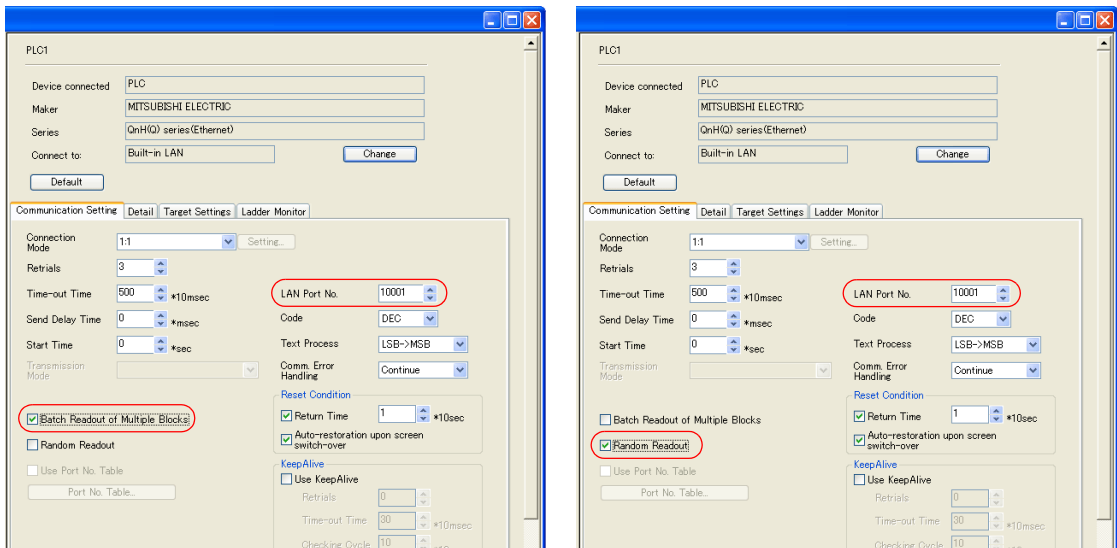 PLC1
Device connected PLC
Maker MITSUBISHI ELECTRIC
Series QnH(Q) series(Ethernet)
Connect to: Built-in LAN Change
Default
Communication Setting Detail Target Settings Ladder Monitor
Connection Mode 1:1 Setting...
Retrials 3
Time-out Time 500 *10msec LAN Port No. 10001
Send Delay Time 0 *msec Code DEC
Start Time 0 *sec Text Process LSB->MSB
Transmission Mode Comm. Error Handling Continue
Reset Condition
Batch Readout of Multiple Blocks Return Time 1 *10sec
Random Readout Auto-restoration upon screen switch-over
KeepAlive
Use Port No. Table Use KeepAlive
Port No. Table... Retrials 0
Time-out Time 30 *10msec
Checking Cycle 10
PLC1
Device connected PLC
Maker MITSUBISHI ELECTRIC
Series QnH(Q) series(Ethernet)
Connect to: Built-in LAN Change
Default
Communication Setting Detail Target Settings Ladder Monitor
Connection Mode 1:1 Setting...
Retrials 3
Time-out Time 500 *10msec LAN Port No. 10001
Send Delay Time 0 *msec Code DEC
Start Time 0 *sec Text Process LSB->MSB
Transmission Mode Comm. Error Handling Continue
Reset Condition
Batch Readout of Multiple Blocks Return Time 1 *10sec
Random Readout Auto-restoration upon screen switch-over
KeepAlive
Use Port No. Table Use KeepAlive
Port No. Table... Retrials 0
Time-out Time 30 *10msec
Checking Cycle 10